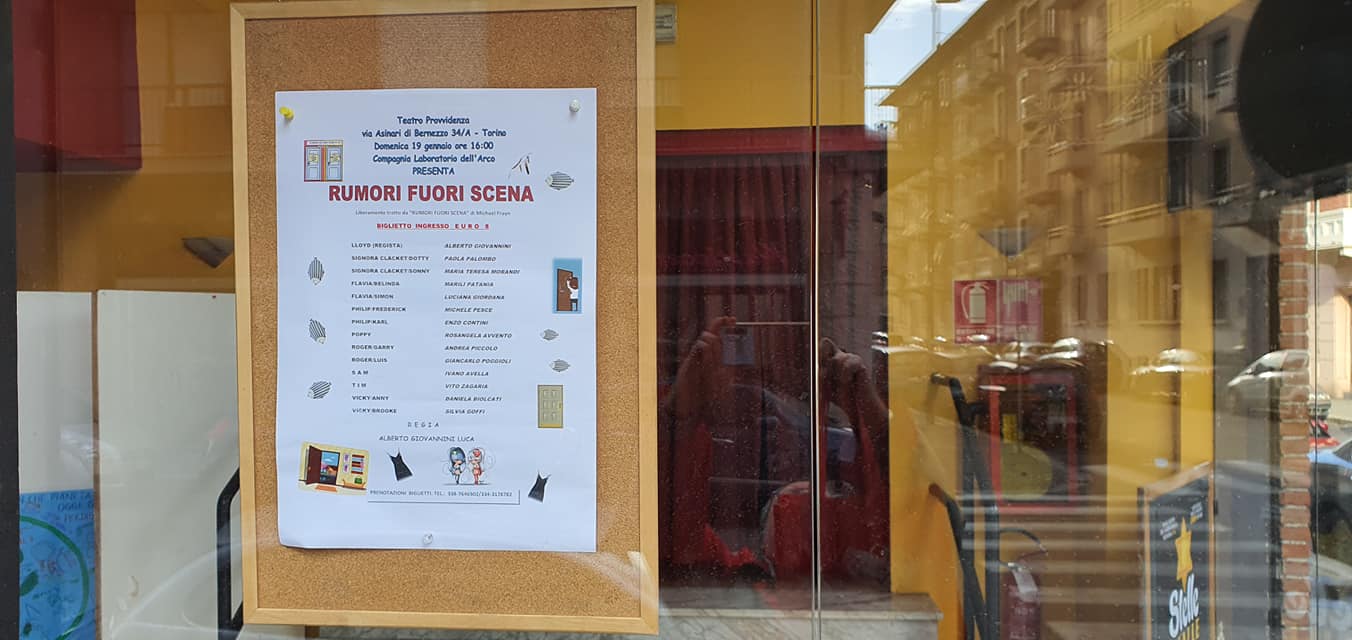 Teatro Provvidenza
via Asinari di Bernezzo 34/A - Torino
Domenica 19 gennaio ore 16:00
Compagnia Laboratorio dell'Arco
PRESENTA
RUMORI FUORI SCENA
Liberamente tratto da "RUMORI FUORI SCENA" di Michael Frayn
BIGLIETTO INGRESSO EURO 8
LLOYD (REGISTA) ALBERTO GIOVANNINI
SIGNORA CLACKET/DOTTY PAOLA PALOMBO
SIGNORA CLACKET/SONNY MARIA TERESA MORANDI
FLAVIA/BELINDA MARILI PATANIA
FLAVIA/SIMON LUCIANA GIORDANA
PHILIP/FREDERICK MICHELE PESCE
PHILIP/KARL ENZO CONTINI
POPPY ROSANGELA AVVENTO
ROGER/GARRY ANDREA PICCOLO
ROGER/LUIS GIANCARLO POGGIOLI
SAM IVANO AVELLA
TIM VITO ZAGARIA
VICKY/ANNY DANIELA BIOLCATI
VICKY/BROOKE SILVIA GOFFI
ALBERTO GIOVANNINI LUCA
PRENOTAZIONI BIGLIETTI TEL.:
Stelle